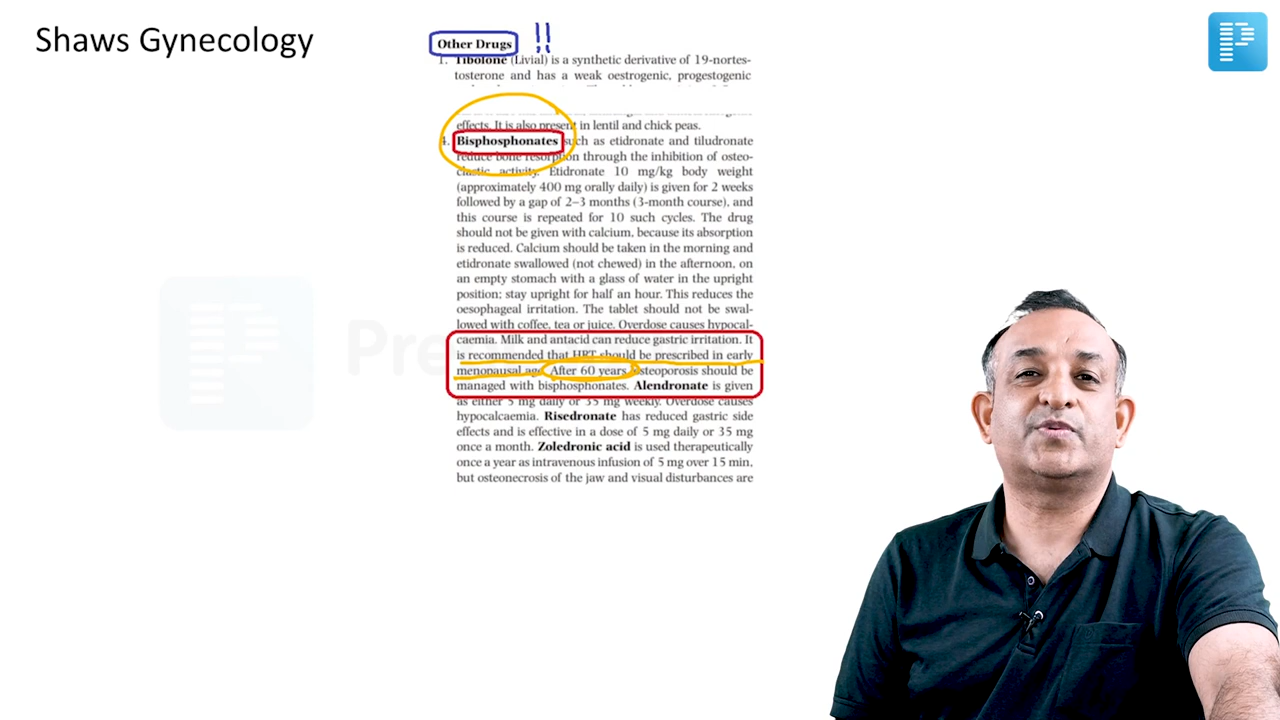 Shaws Gynecology
Other Drugs !!
1. Tibolone (Livial) is a synthetic derivative of 19-nortes-
tosterone and has a weak oestrogenic, progestogenic
effects. It is also present in lentil and chick peas.
4. Bisphosphonates such as etidronate and tiludronate
reduce bone resorption through the inhibition of osteo-
clastic activity. Etidronate 10 mg/kg body weight
(approximately 400 mg orally daily) is given for 2 weeks
followed by a gap of 2–3 months (3-month course), and
this course is repeated for 10 such cycles. The drug
should not be given with calcium, because its absorption
is reduced. Calcium should be taken in the morning and
etidronate swallowed (not chewed) in the afternoon, on
an empty stomach with a glass of water in the upright
position; stay upright for half an hour. This reduces the
oesophageal irritation. The tablet should not be swal-
lowed with coffee, tea or juice. Overdose causes hypocal-
caemia. Milk and antacid can reduce gastric irritation. It
is recommended that HRT should be prescribed in early
menopausal age. After 60 years, osteoporosis should be
managed with bisphosphonates. Alendronate is given
as either 5 mg daily or 35 mg weekly. Overdose causes
hypocalcaemia. Risedronate has reduced gastric side
effects and is effective in a dose of 5 mg daily or 35 mg
once a month. Zoledronic acid is used therapeutically
once a year as intravenous infusion of 5 mg over 15 min,
but osteonecrosis of the jaw and visual disturbances are